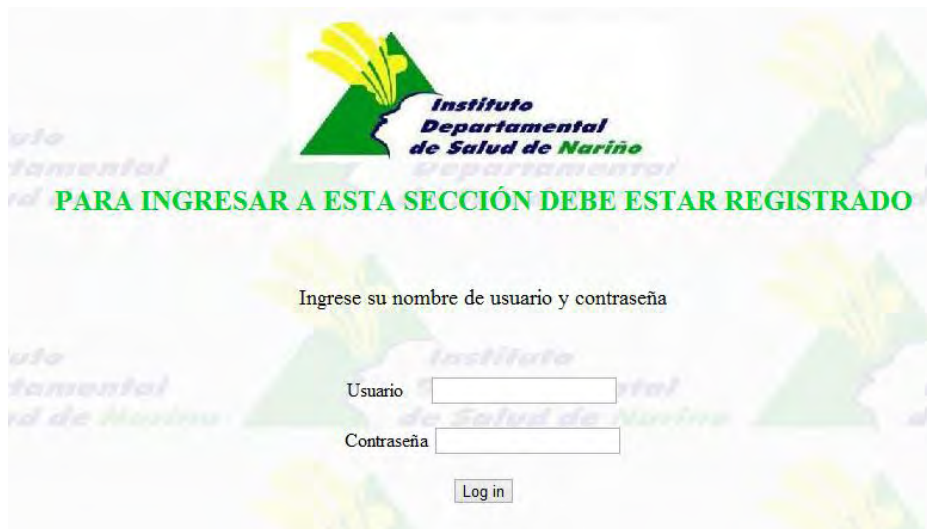 Instituto
Departamental
de Salud de Nariño
PARA INGRESAR A ESTA SECCIÓN DEBE ESTAR REGISTRADO
Ingrese su nombre de usuario y contraseña
Usuario
Contraseña
Log in